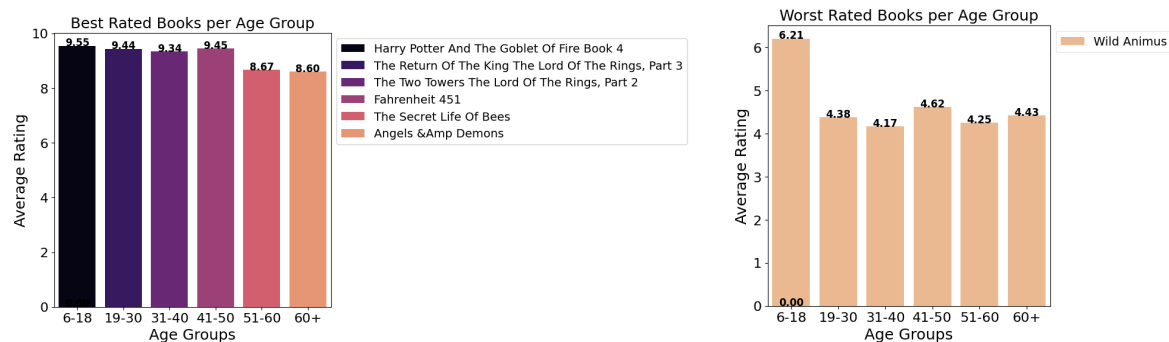 Best Rated Books per Age Group
Average Rating
10
8
6
4
2
0
9.55
9.44
9.34
9.45
8.67
8.60
6-18
19-30
31-40
41-50
51-60
60+
Age Groups
Harry Potter And The Goblet Of Fire Book 4
The Return Of The King The Lord Of The Rings, Part 3
The Two Towers The Lord Of The Rings, Part 2
Fahrenheit 451
The Secret Life Of Bees
Angels &Amp Demons
Worst Rated Books per Age Group
Average Rating
6
5
4
3
2
1
0
6.21
4.38
4.17
4.62
4.25
4.43
0.00
6-18
19-30
31-40
41-50
51-60
60+
Age Groups
Wild Animus